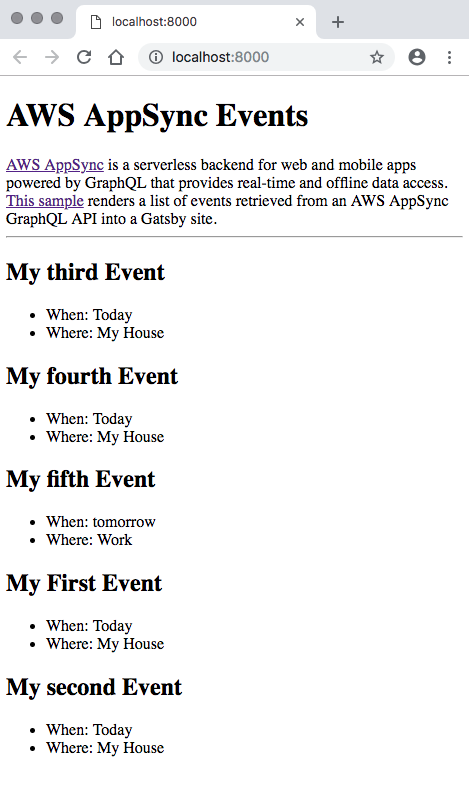 localhost:8000
localhost:8000
AWS AppSync Events
AWS AppSync is a serverless backend for web and mobile apps
powered by GraphQL that provides real-time and offline data access.
This sample renders a list of events retrieved from an AWS AppSync
GraphQL API into a Gatsby site.
My third Event
When: Today
Where: My House
My fourth Event
When: Today
Where: My House
My fifth Event
When: tomorrow
Where: Work
My First Event
When: Today
Where: My House
My second Event
When: Today
Where: My House